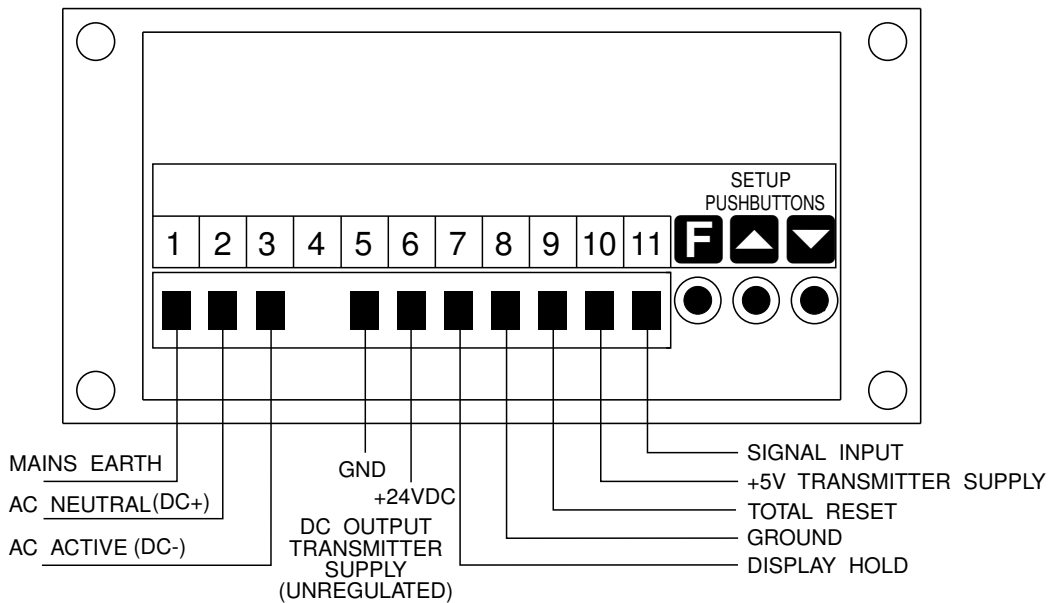 SETUP
PUSHBUTTONS
1 2 3 4 5 6 7 8 9 10 11 F
MAINS EARTH
AC NEUTRAL (DC+)
AC ACTIVE (DC-)
GND
+24VDC
DC OUTPUT
TRANSMITTER
SUPPLY
(UNREGULATED)
SIGNAL INPUT
+5V TRANSMITTER SUPPLY
TOTAL RESET
GROUND
DISPLAY HOLD